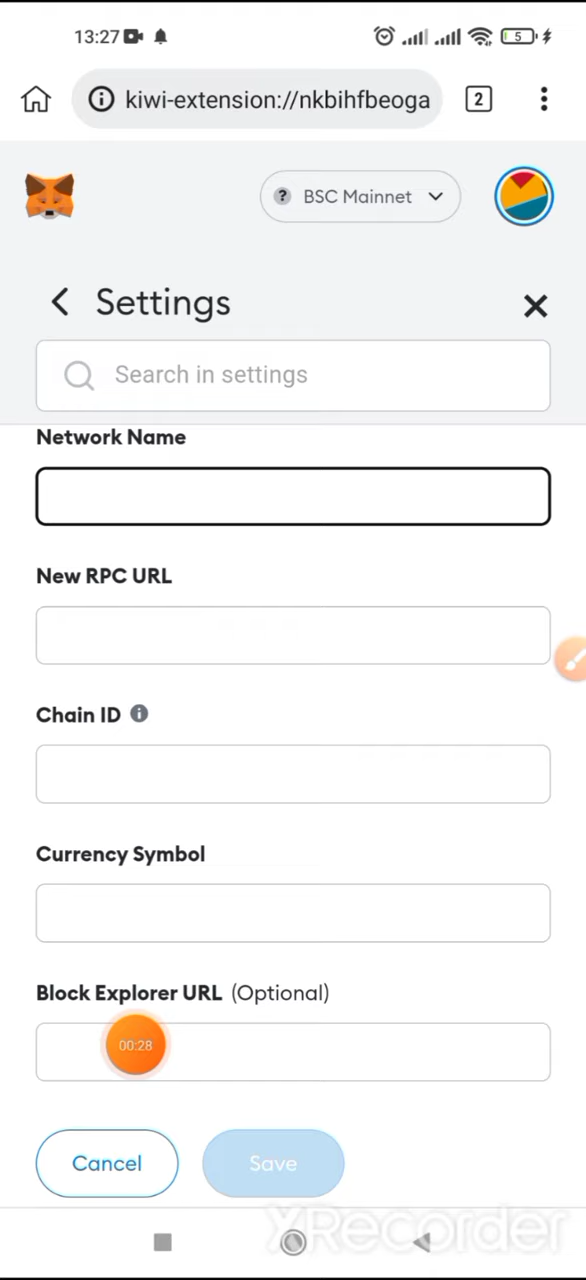 13:27
5
kiwi-extension://nkbihfbeoga
2
? BSC Mainnet
Settings
Search in settings
Network Name
New RPC URL
Chain ID
Currency Symbol
Block Explorer URL (Optional)
00:28
Cancel
Save
XRecorder